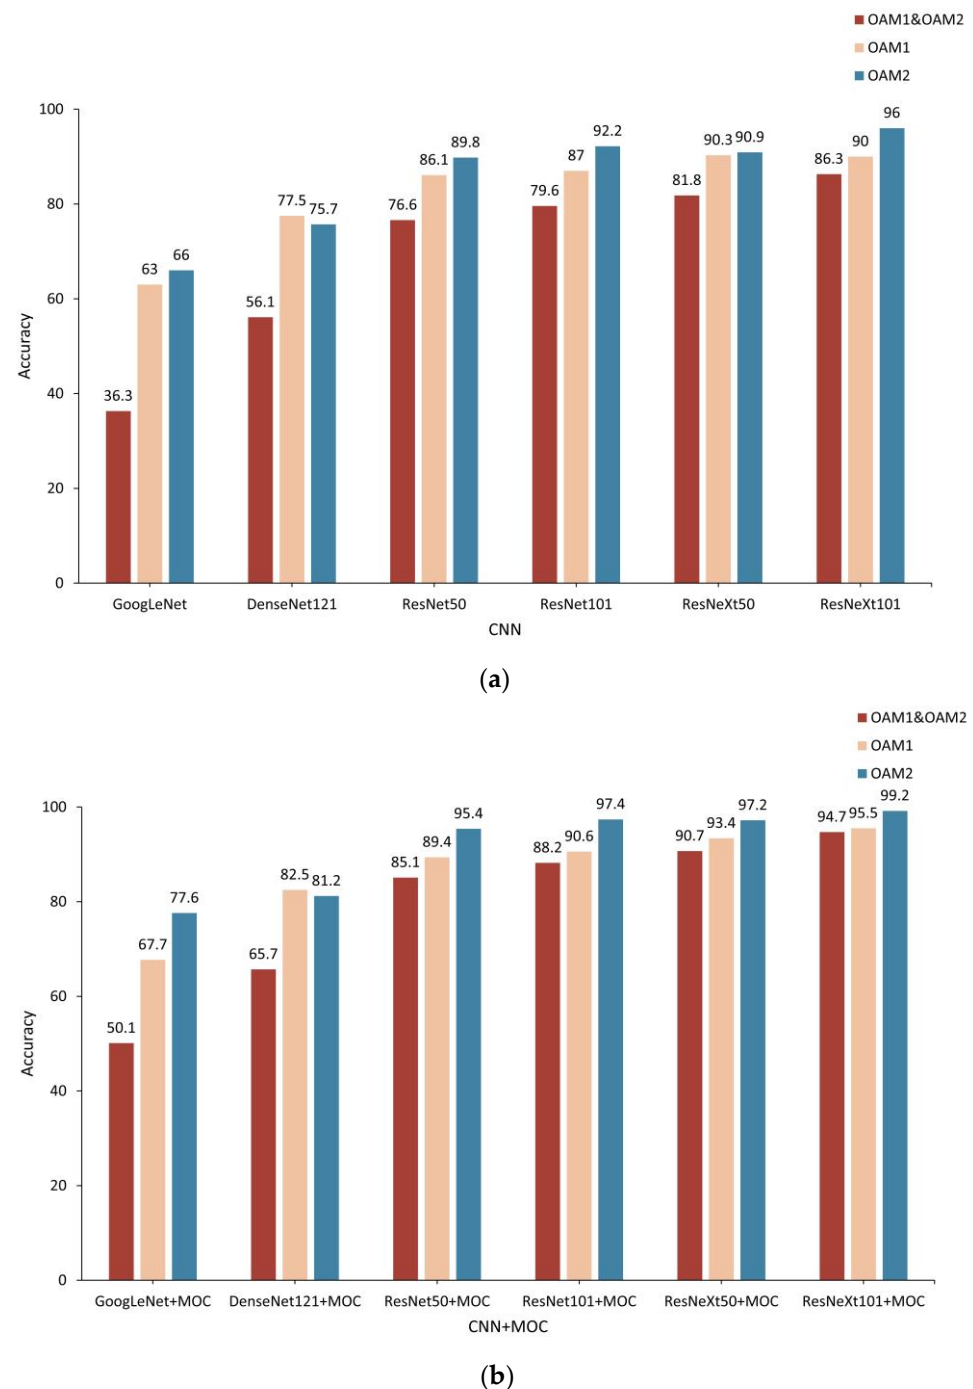 (a)
OAM1&OAM2
OAM1
OAM2
100
80
60
40
20
0
Accuracy
36.3
63
66
56.1
77.5
75.7
76.6
86.1
89.8
79.6
87
92.2
81.8
90.3
90.9
86.3
90
96
GoogLeNet
DenseNet121
ResNet50
ResNet101
ResNeXt50
ResNeXt101
CNN
(a)
OAM1&OAM2
OAM1
OAM2
100
80
60
40
20
0
Accuracy
50.1
67.7
77.6
65.7
82.5
81.2
85.1
89.4
95.4
88.2
90.6
97.4
90.7
93.4
97.2
94.7
95.5
99.2
GoogLeNet+MOC
DenseNet121+MOC
ResNet50+MOC
ResNet101+MOC
ResNeXt50+MOC
ResNeXt101+MOC
CNN+MOC
(b)